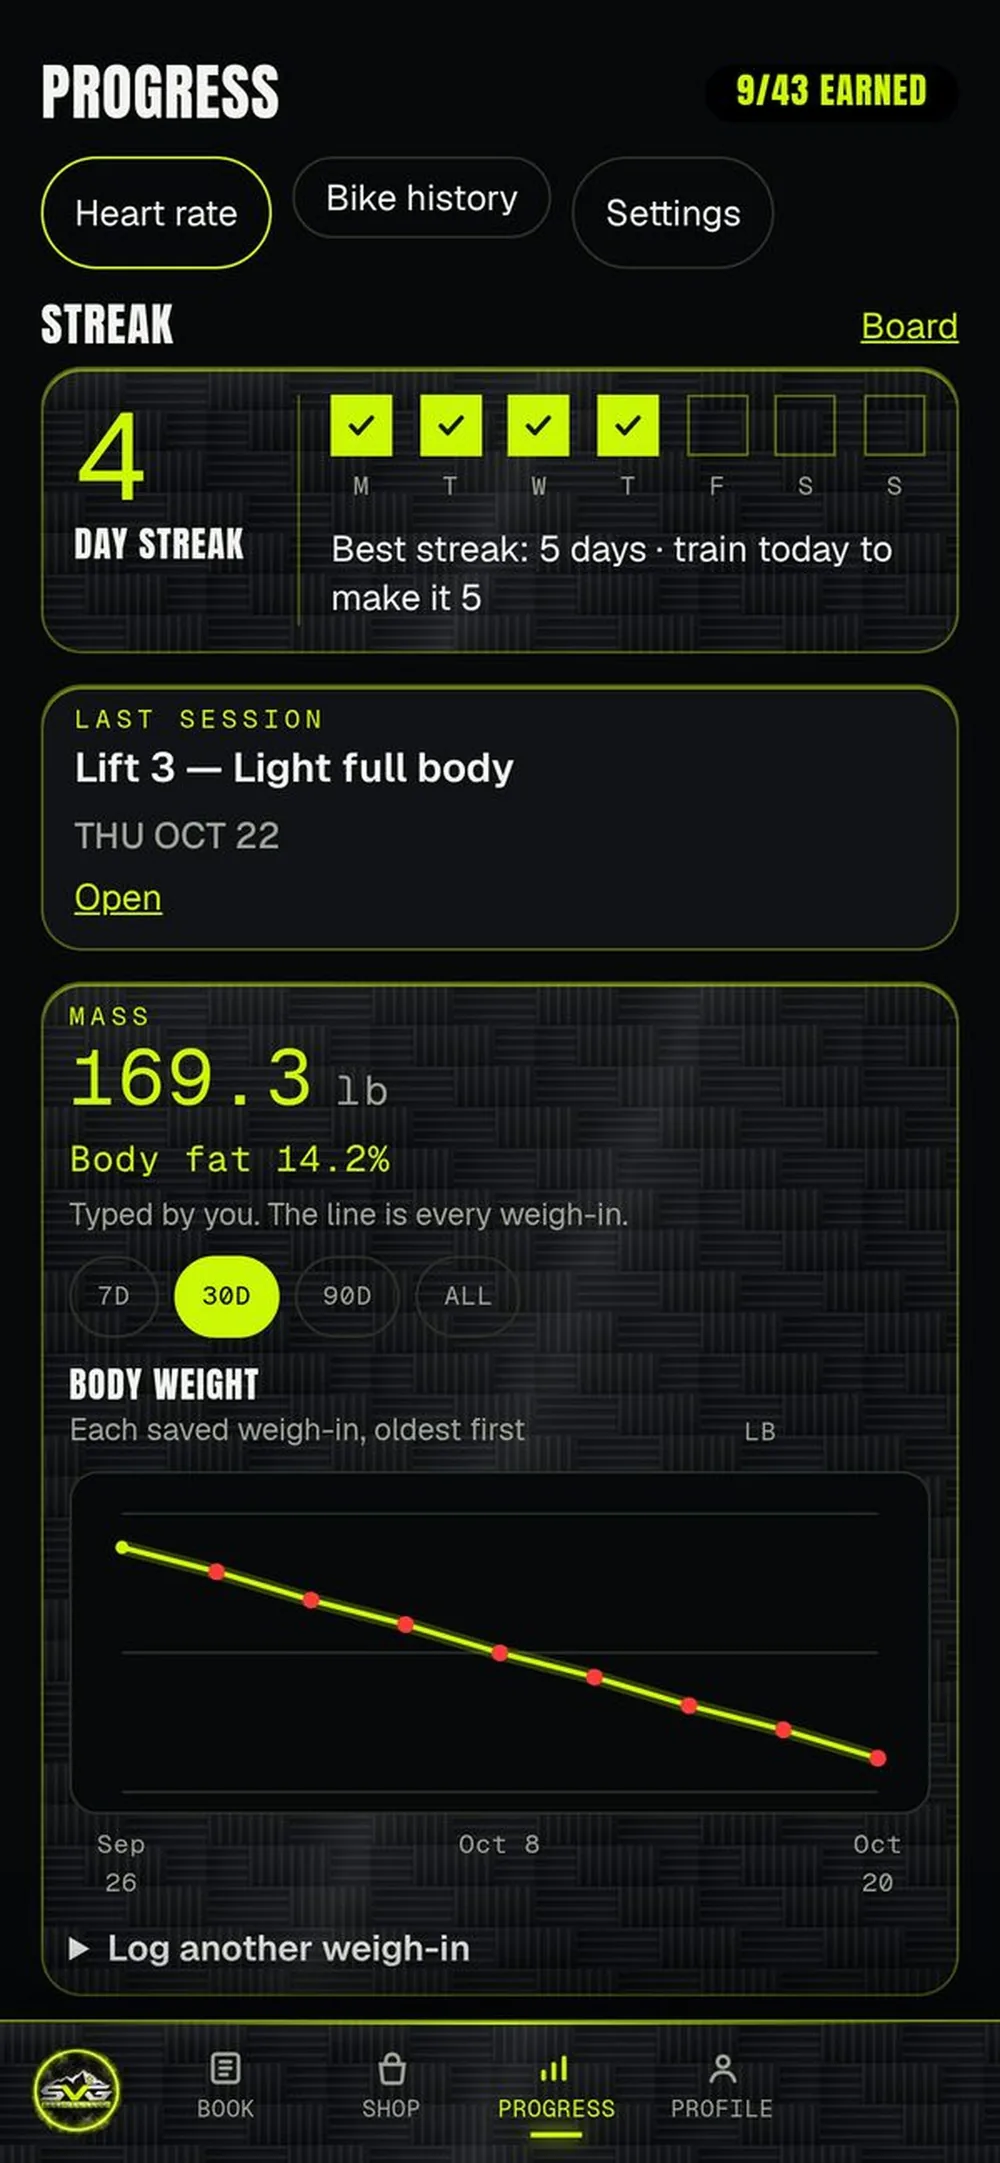 PROGRESS
9/43 EARNED
Heart rate
Bike history
Settings
STREAK
Board
4
DAY STREAK
M T W T F S S
Best streak: 5 days · train today to
make it 5
LAST SESSION
Lift 3 — Light full body
THU OCT 22
Open
MASS
169.3 lb
Body fat 14.2%
Typed by you. The line is every weigh-in.
7D 30D 90D ALL
BODY WEIGHT
Each saved weigh-in, oldest first
LB
Sep
26
Oct 8
Oct
20
Log another weigh-in
SVG
BOOK
SHOP
PROGRESS
PROFILE